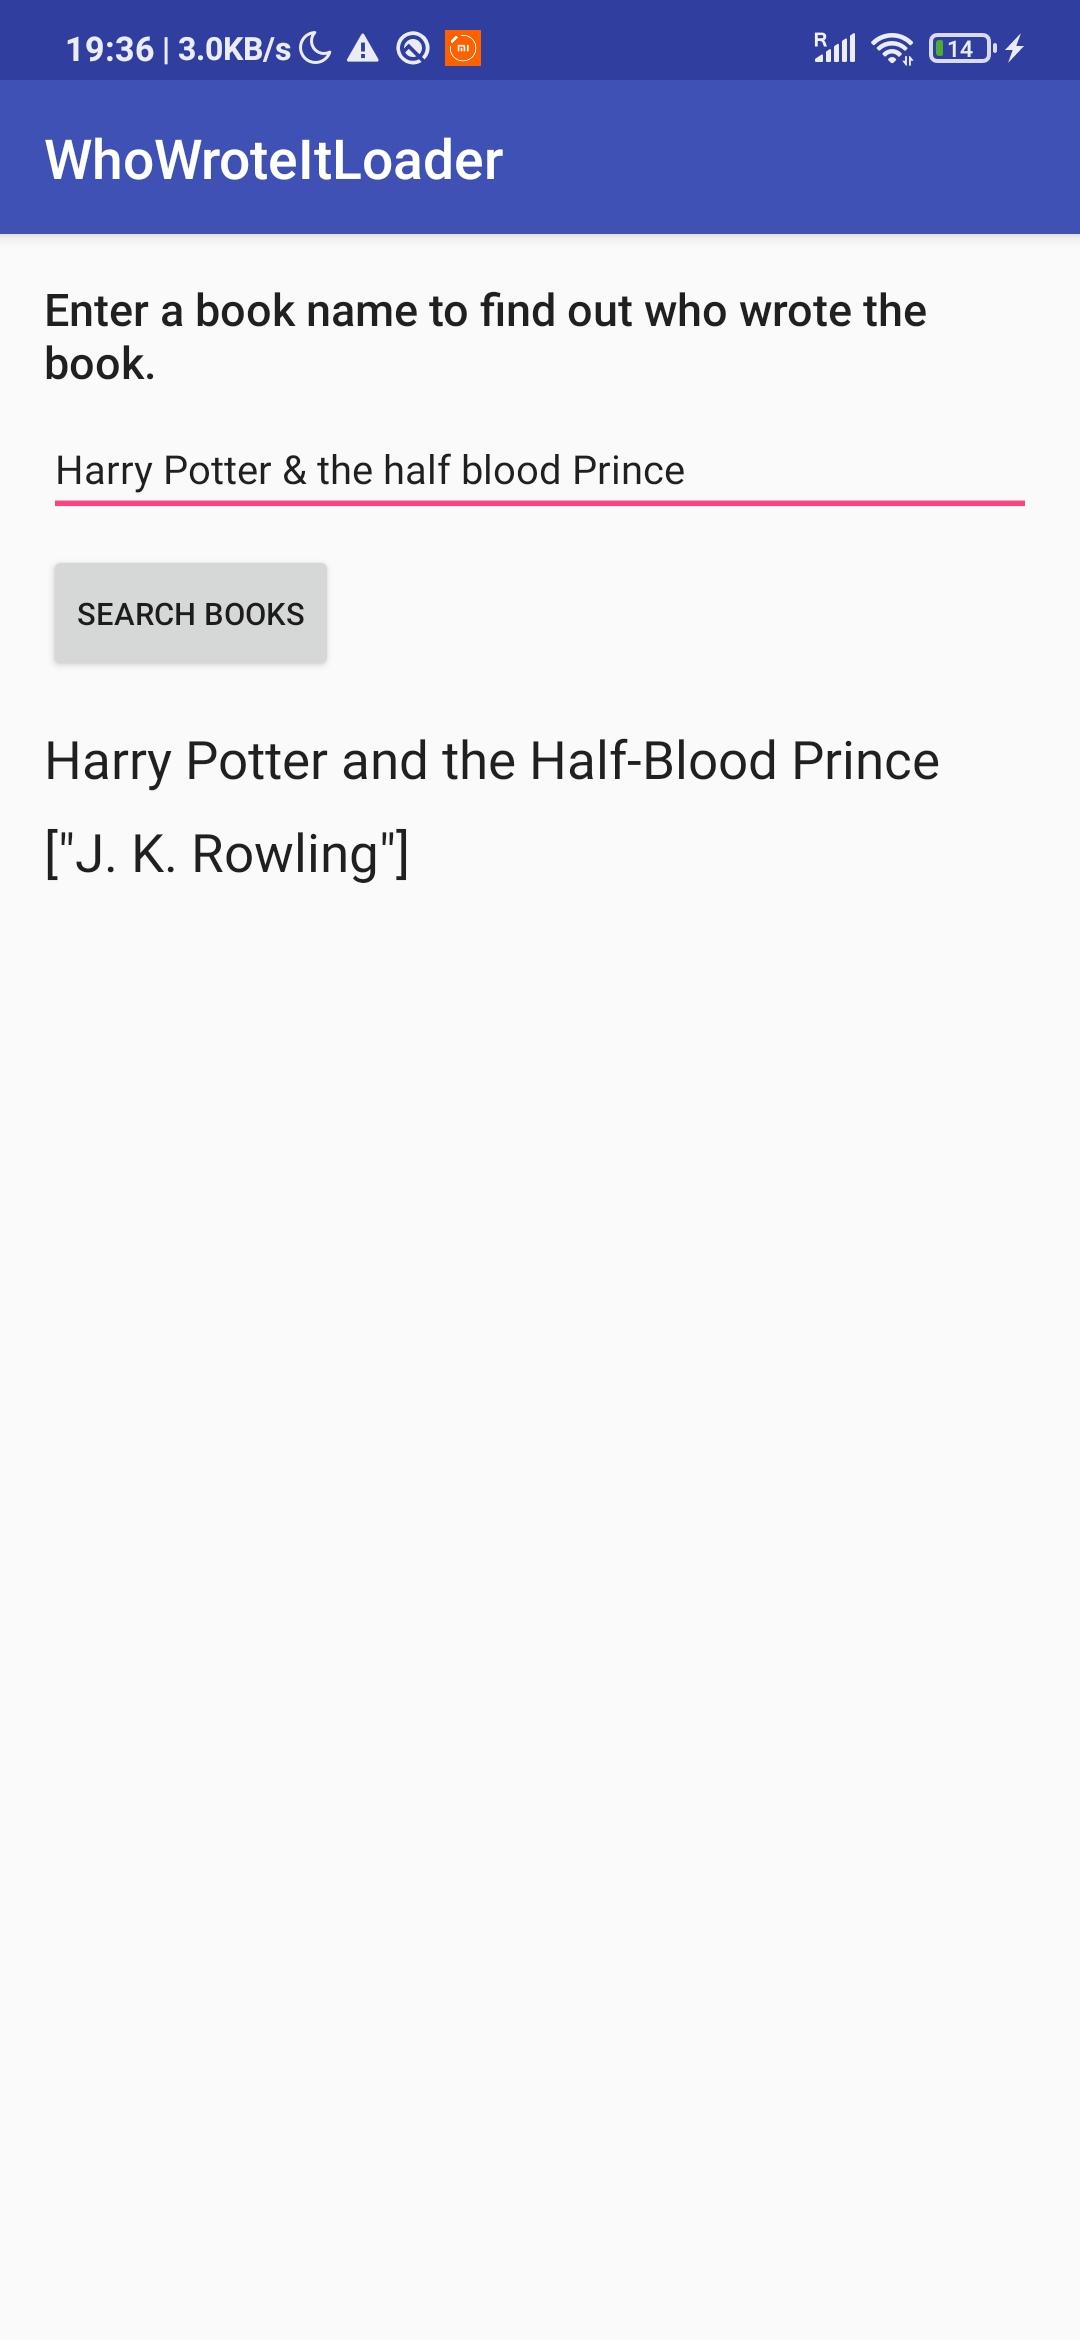 19:36 | 3.0KB/s R 14
WhoWroteItLoader
Enter a book name to find out who wrote the
book.
Harry Potter & the half blood Prince
SEARCH BOOKS
Harry Potter and the Half-Blood Prince
["J. K. Rowling"]